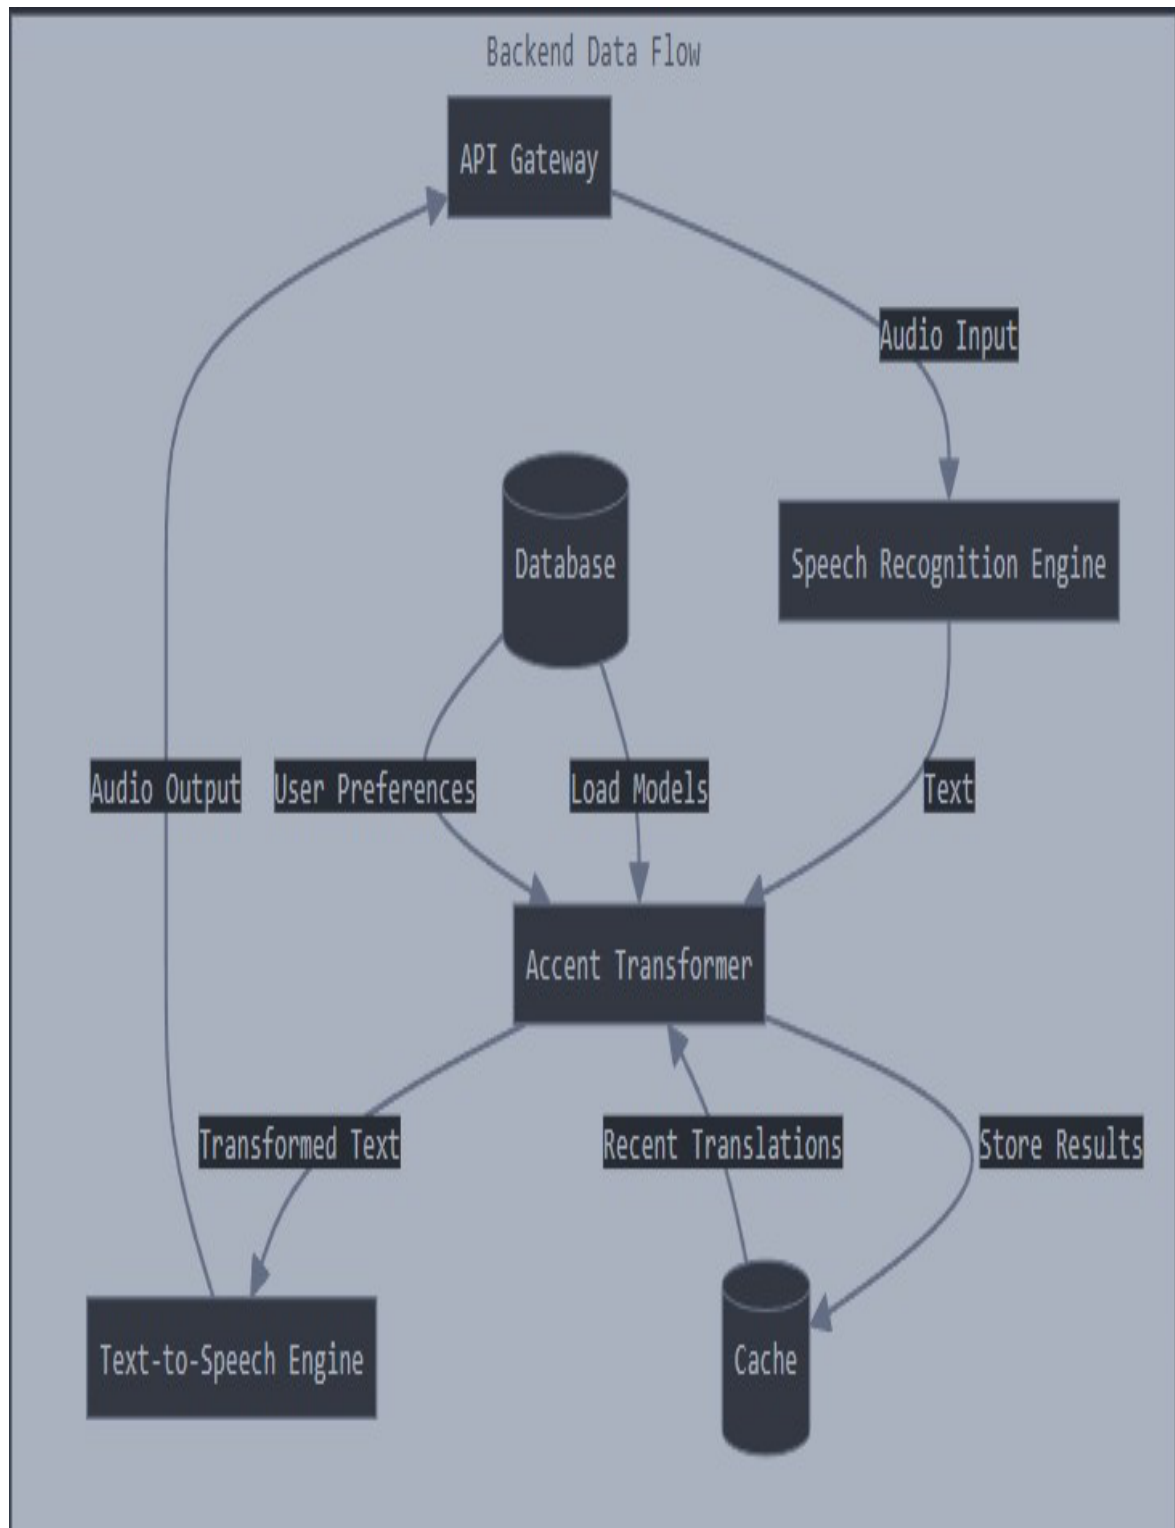 Backend Data Flow
API Gateway
Audio Input
Database
Speech Recognition Engine
Audio Output
User Preferences
Load Models
Text
Accent Transformer
Transformed Text
Recent Translations
Store Results
Text-to-Speech Engine
Cache